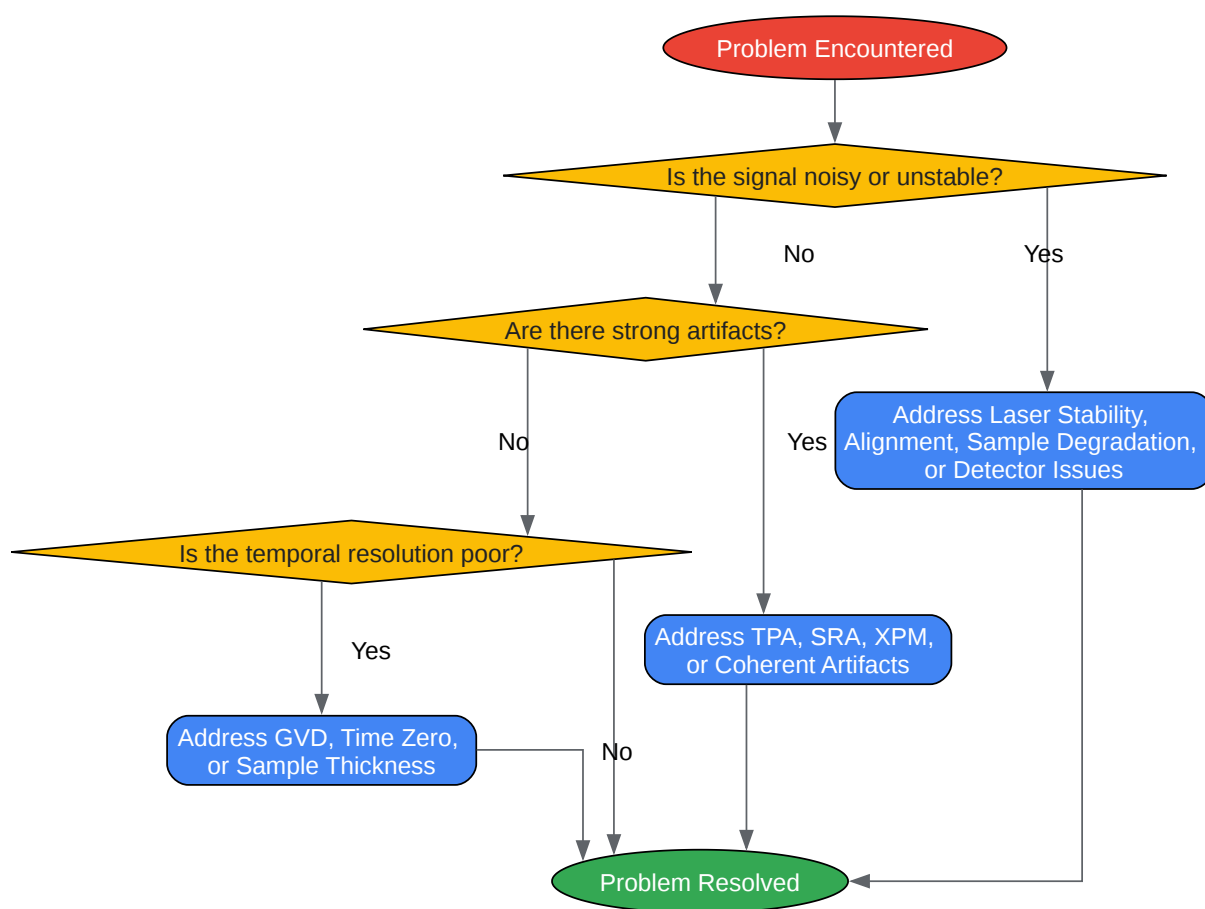 Problem Encountered
Is the signal noisy or unstable?
No
Yes
Are there strong artifacts?
Address Laser Stability,
Alignment, Sample Degradation,
or Detector Issues
No
Yes
Is the temporal resolution poor?
Yes
Address TPA, SRA, XPM,
or Coherent Artifacts
Address GVD, Time Zero,
or Sample Thickness
No
Problem Resolved